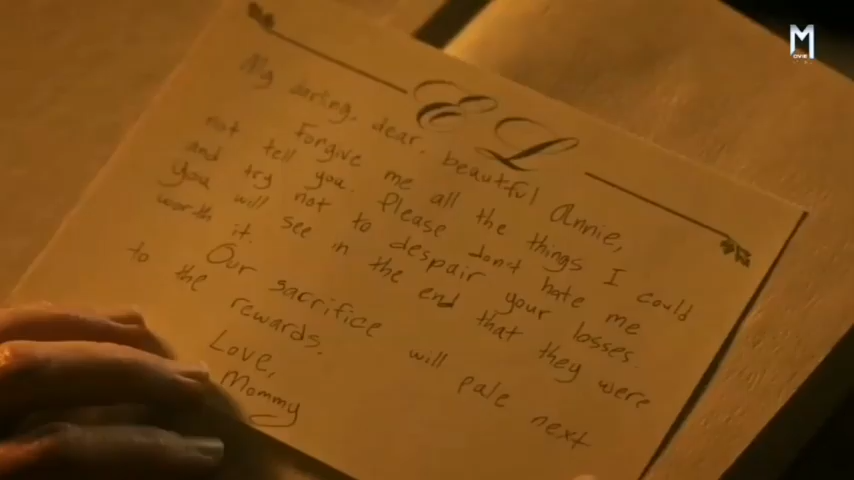 M
OVIE
E L
My darling, dear, beautiful Annie,
Forgive me all the things I could
not tell you. Please don't hate me
and try not to despair your losses.
You will see in the end that they were
worth it.
Our sacrifice will pale next
to the rewards.
Love,
Mommy